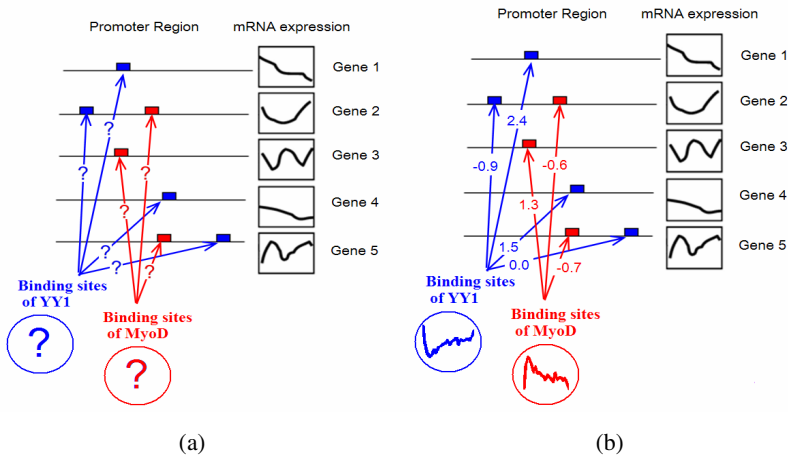 Promoter Region mRNA expression
Gene 1
Gene 2
Gene 3
Gene 4
Gene 5
?
?
?
?
?
?
?
?
Binding sites
of YY1
Binding sites
of MyoD
?
?
(a)
Promoter Region mRNA expression
Gene 1
Gene 2
Gene 3
Gene 4
Gene 5
2.4
-0.9
-0.6
1.3
1.5
0.0
-0.7
Binding sites
of YY1
Binding sites
of MyoD
(b)